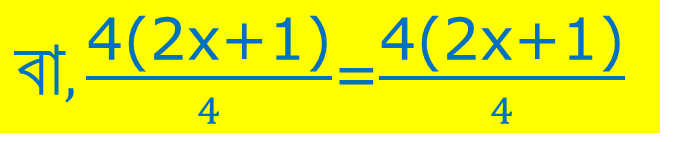 বা, 4(2x+1)/4 = 4(2x+1)/4